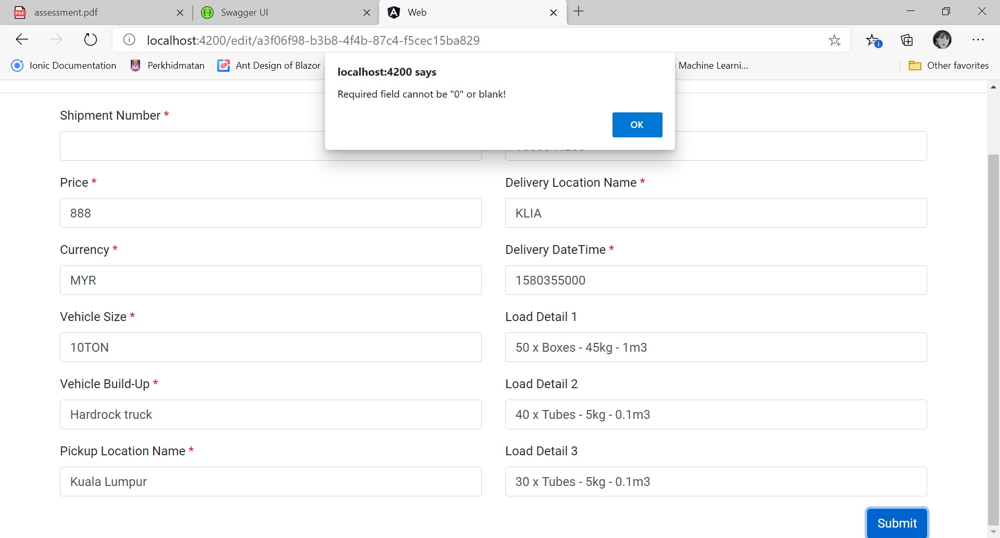 assessment.pdf
Swagger UI
Web
localhost:4200/edit/a3f06f98-b3b8-4f4b-87c4-f5cec15ba829
Ionic Documentation
Perkhidmatan
Ant Design of Blazor
Machine Learni...
Other favorites
localhost:4200 says
Required field cannot be "0" or blank!
OK
Shipment Number *
Price *
888
Delivery Location Name *
KLIA
Currency *
MYR
Delivery DateTime *
1580355000
Vehicle Size *
10TON
Load Detail 1
50 x Boxes - 45kg - 1m3
Vehicle Build-Up *
Hardrock truck
Load Detail 2
40 x Tubes - 5kg - 0.1m3
Pickup Location Name *
Kuala Lumpur
Load Detail 3
30 x Tubes - 5kg - 0.1m3
Submit